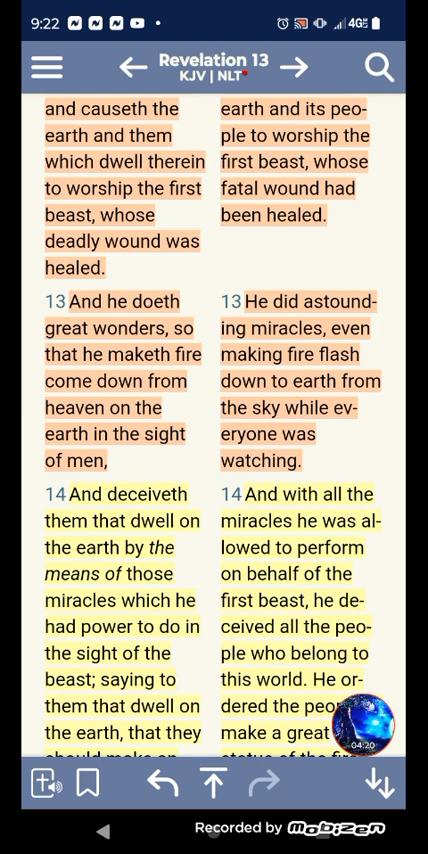 9:22
4G
Revelation 13
KJV | NLT
and causeth the
earth and them
which dwell therein
to worship the first
beast, whose
deadly wound was
healed.
13 And he doeth
great wonders, so
that he maketh fire
come down from
heaven on the
earth in the sight
of men,
14 And deceiveth
them that dwell on
the earth by the
means of those
miracles which he
had power to do in
the sight of the
beast; saying to
them that dwell on
the earth, that they
earth and its peo-
ple to worship the
first beast, whose
fatal wound had
been healed.
13 He did astound-
ing miracles, even
making fire flash
down to earth from
the sky while ev-
eryone was
watching.
14 And with all the
miracles he was al-
lowed to perform
on behalf of the
first beast, he de-
ceived all the peo-
ple who belong to
this world. He or-
dered the
make a great
04:20
Recorded by Mobizen